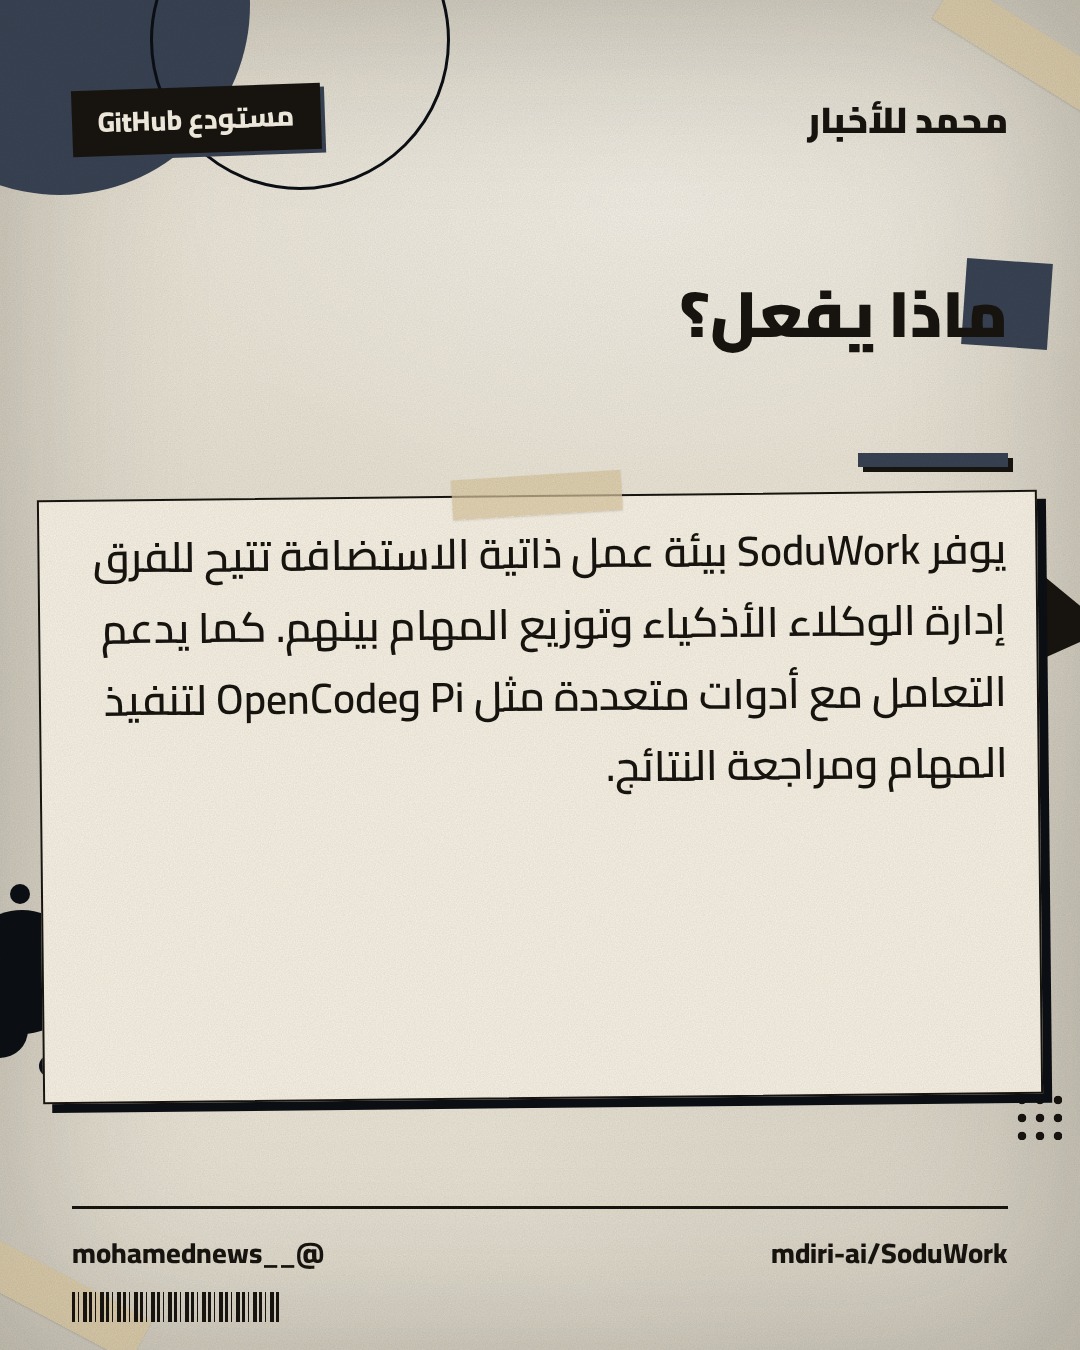 محمد للأخبار
مستودع GitHub
ماذا يفعل؟
يوفر SoduWork بيئة عمل ذاتية الاستضافة تتيح للفرق
إدارة الوكلاء الأذكياء وتوزيع المهام بينهم. كما يدعم
التعامل مع أدوات متعددة مثل Pi وOpenCode لتنفيذ
المهام ومراجعة النتائج.
mdiri-ai/SoduWork
mohamednews__@